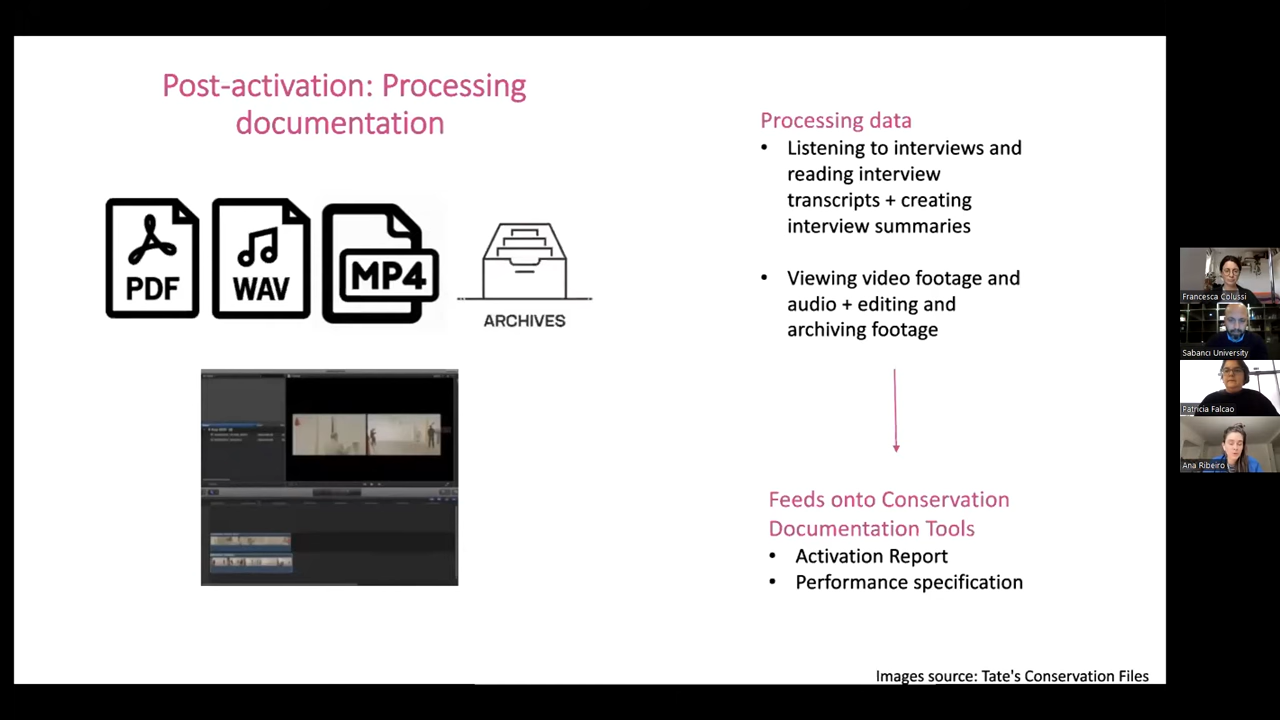 Post-activation: Processing
documentation
PDF
WAV
MP4
ARCHIVES
Processing data
• Listening to interviews and
reading interview
transcripts + creating
interview summaries
• Viewing video footage and
audio + editing and
archiving footage
Feeds onto Conservation
Documentation Tools
• Activation Report
• Performance specification
Images source: Tate's Conservation Files
Francesca Colussi
Sabancı University
Patricia Falcao
Ana Ribeiro